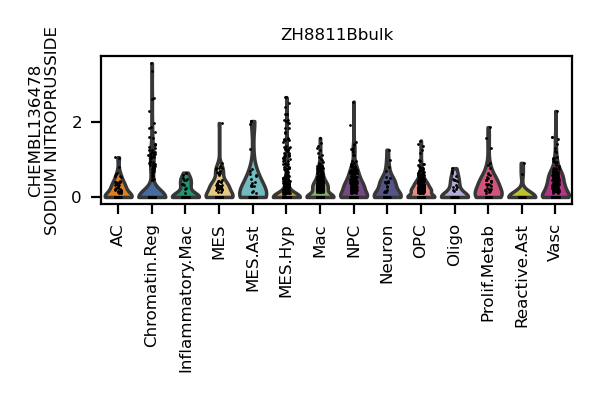 ZH8811Bbulk
CHEMBL136478
SODIUM NITROPRUSSIDE
2
0
AC
Chromatin.Reg
Inflammatory.Mac
MES
MES.Ast
MES.Hyp
Mac
NPC
Neuron
OPC
Oligo
Prolif.Metab
Reactive.Ast
Vasc